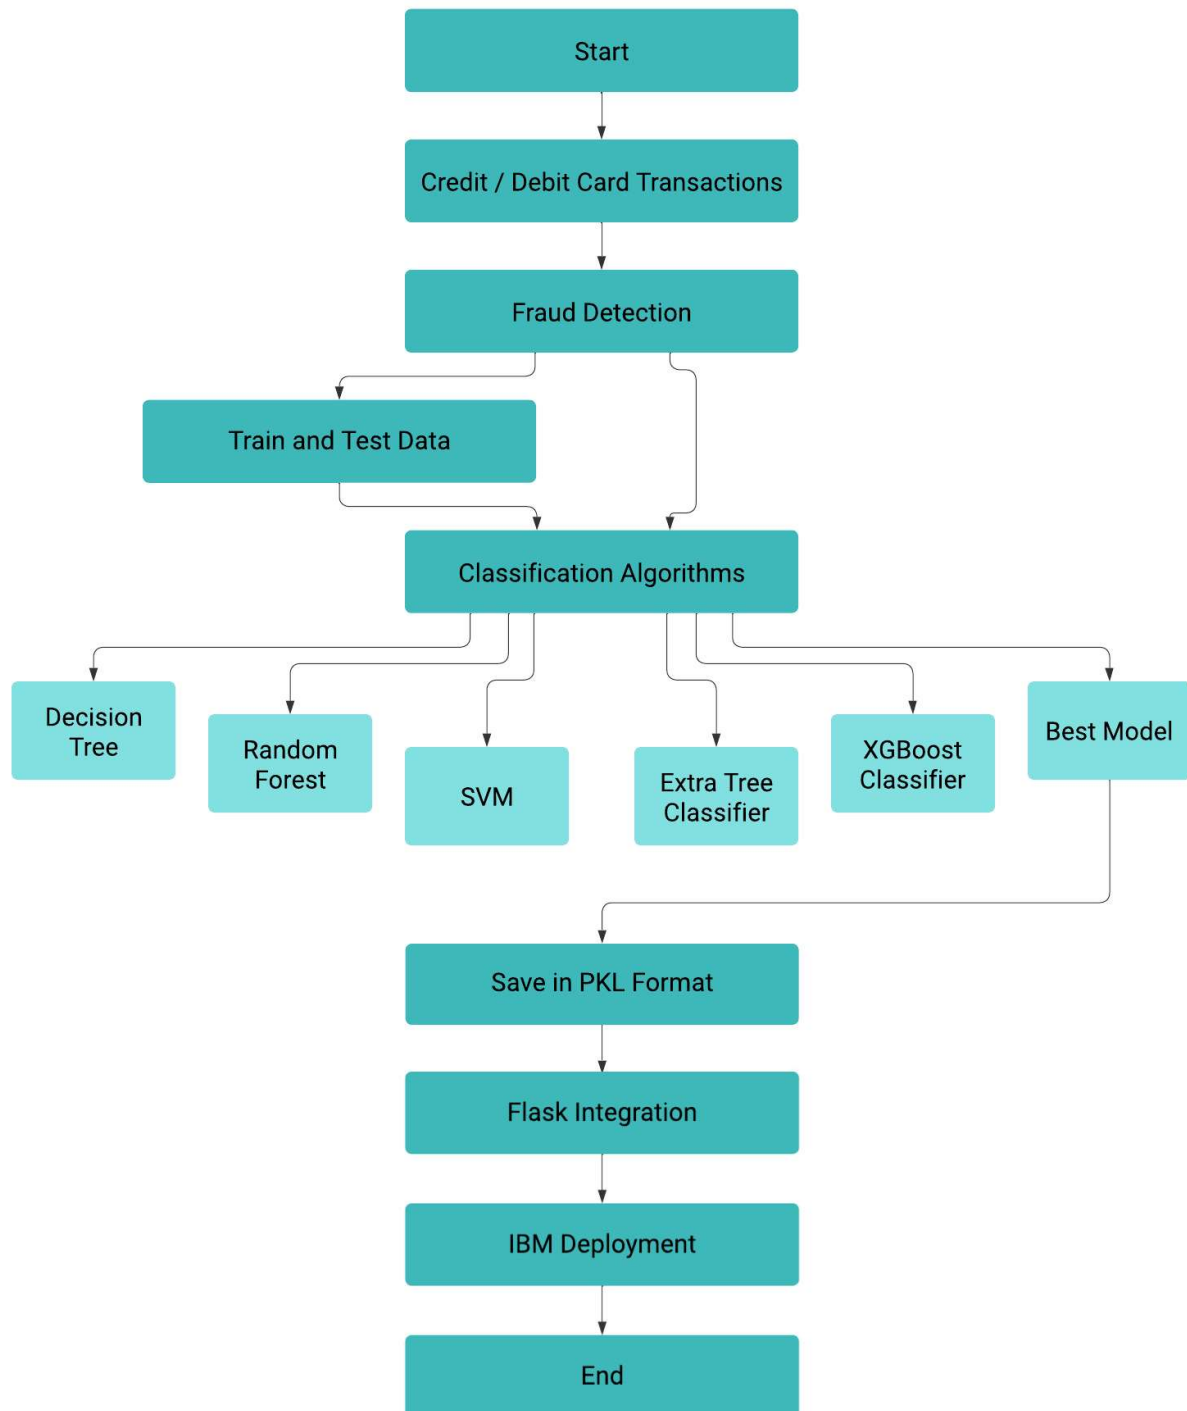 Start
Credit / Debit Card Transactions
Fraud Detection
Train and Test Data
Classification Algorithms
Decision
Tree
Random
Forest
SVM
Extra Tree
Classifier
XGBoost
Classifier
Best Model
Save in PKL Format
Flask Integration
IBM Deployment
End